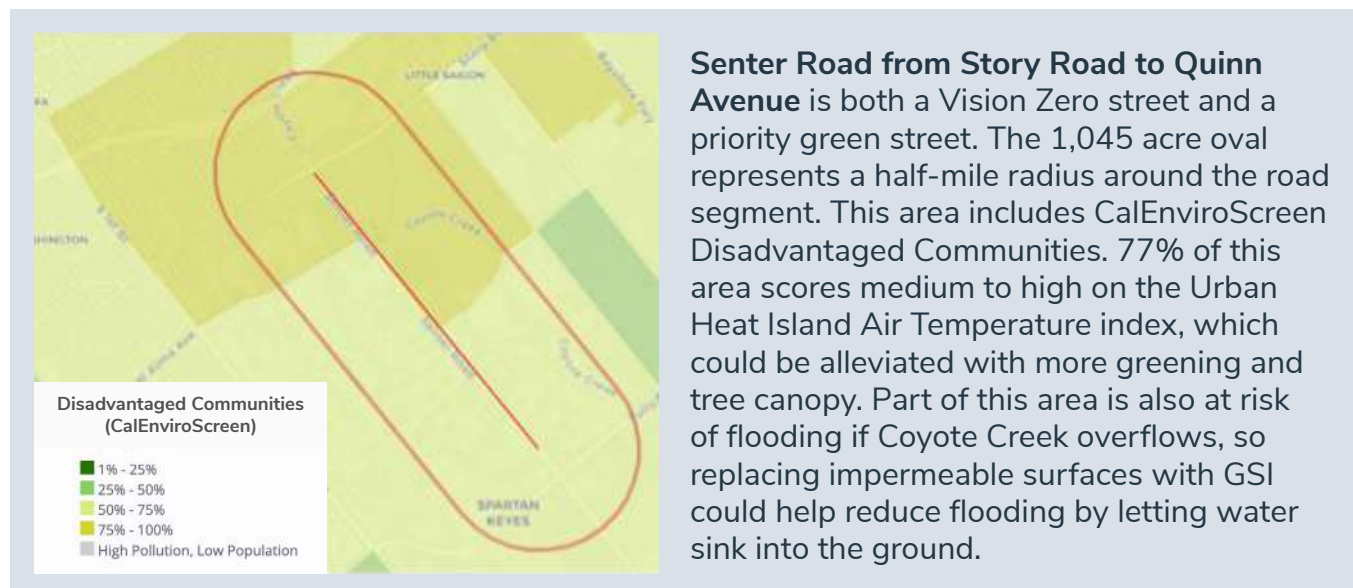 LITTLE SAIGON
Coyote Creek
SPARTAN
KEYES
Disadvantaged Communities
(CalEnviroScreen)
1% - 25%
25% - 50%
50% - 75%
75% - 100%
High Pollution, Low Population
Senter Road from Story Road to Quinn
Avenue is both a Vision Zero street and a
priority green street. The 1,045 acre oval
represents a half-mile radius around the road
segment. This area includes CalEnviroScreen
Disadvantaged Communities. 77% of this
area scores medium to high on the Urban
Heat Island Air Temperature index, which
could be alleviated with more greening and
tree canopy. Part of this area is also at risk
of flooding if Coyote Creek overflows, so
replacing impermeable surfaces with GSI
could help reduce flooding by letting water
sink into the ground.